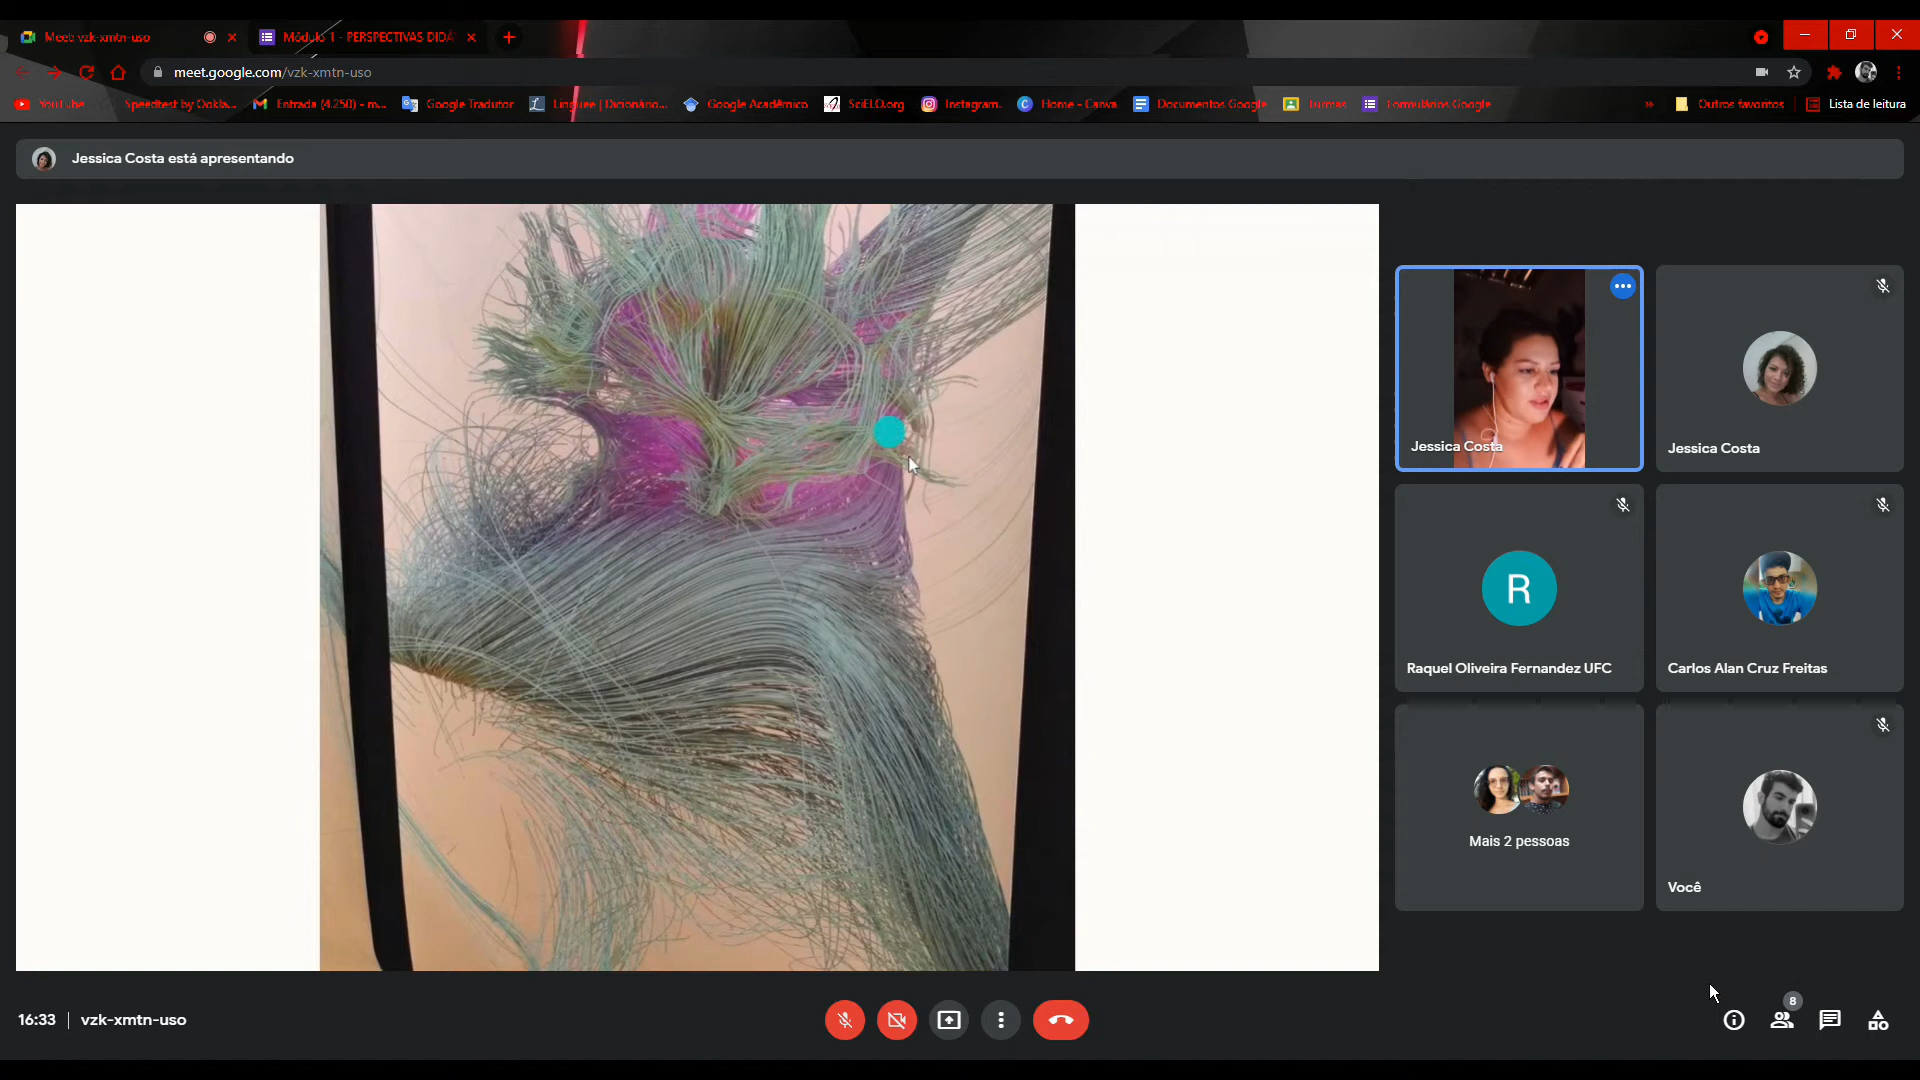 Meet: vzk-xmtn-uso
Módulo 1 - PERSPECTIVAS DIDÁ
meet.google.com/vzk-xmtn-uso
YouTube
Speedtest by Ookla...
Entrada (4.250) - m...
Google Tradutor
Linguee | Dicionário...
Google Acadêmico
SciELO.org
Instagram.
Home - Canva
Documentos Google
Turmas
Formulários Google
»
Outros favoritos
Lista de leitura
Jessica Costa está apresentando
Jessica Costa
Jessica Costa
R
Raquel Oliveira Fernandez UFC
Carlos Alan Cruz Freitas
Mais 2 pessoas
Você
16:33 | vzk-xmtn-uso
8